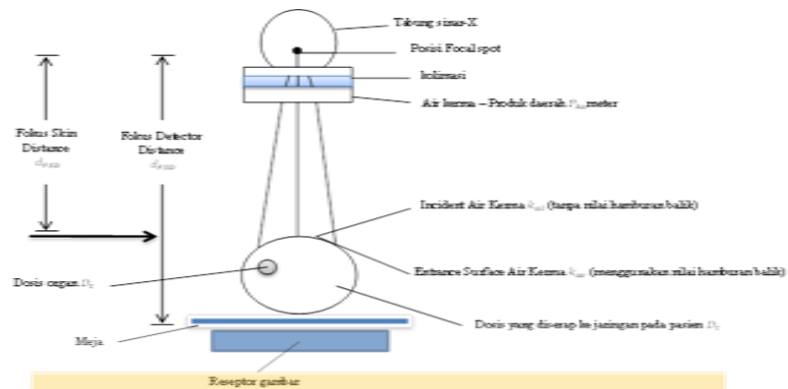 Tabung sinar-X
Posisi Focal spot
kolimasi
Air kerma – Produk daerah meter
Fokus Skin
Distance
Fokus Detector
Distance
Incident Air Kerma (tanpa nilai hamburan balik)
Entrance Surface Air Kerma (menggunakan nilai hamburan balik)
Dosis organ
Dosis yang diserap ke jaringan pada pasien
Meja
Reseptor gambar